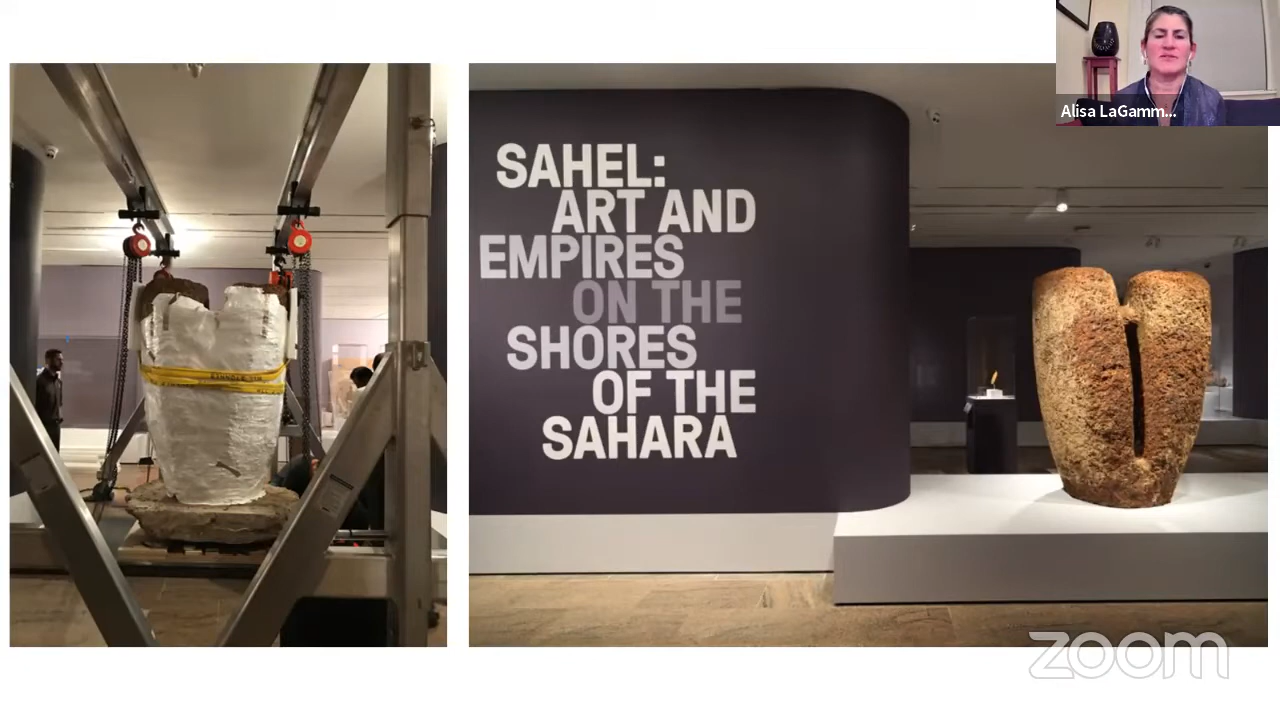 Alisa LaGamm...
SAHEL:
ART AND
EMPIRES
ON THE
SHORES
OF THE
SAHARA
zoom